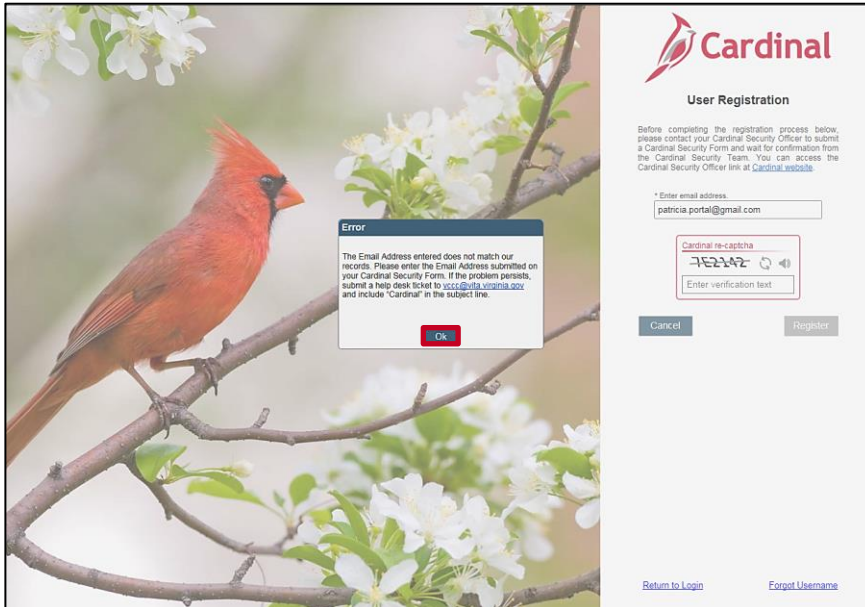 Cardinal
User Registration
Before completing the registration process below,
please contact your Cardinal Security Officer to submit
a Cardinal Security Form and wait for confirmation from
the Cardinal Security Team. You can access the
Cardinal Security Officer link at Cardinal website.
* Enter email address.
patricia.portal@gmail.com
Error
The Email Address entered does not match our
records. Please enter the Email Address submitted on
your Cardinal Security Form. If the problem persists,
submit a help desk ticket to vccc@vita.virginia.gov
and include "Cardinal" in the subject line.
Ok
Cardinal re-captcha
Enter verification text
Cancel
Register
Return to Login
Forgot Username